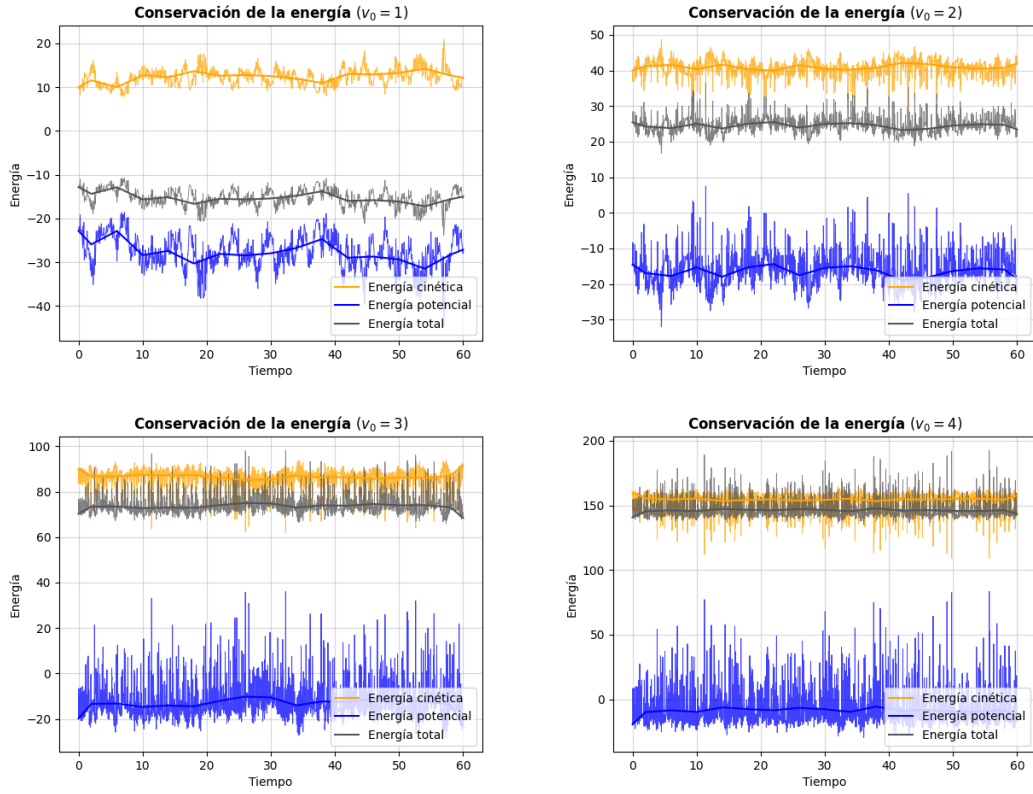 Conservación de la energía (v₀ = 1)
20
10
0
−10
−20
−30
−40
Energía
Energía cinética
Energía potencial
Energía total
0 10 20 30 40 50 60
Tiempo
Conservación de la energía (v₀ = 2)
50
40
30
20
10
0
−10
−20
−30
Energía
Energía cinética
Energía potencial
Energía total
0 10 20 30 40 50 60
Tiempo
Conservación de la energía (v₀ = 3)
100
80
60
40
20
0
−20
Energía
Energía cinética
Energía potencial
Energía total
0 10 20 30 40 50 60
Tiempo
Conservación de la energía (v₀ = 4)
200
150
100
50
0
Energía
Energía cinética
Energía potencial
Energía total
0 10 20 30 40 50 60
Tiempo